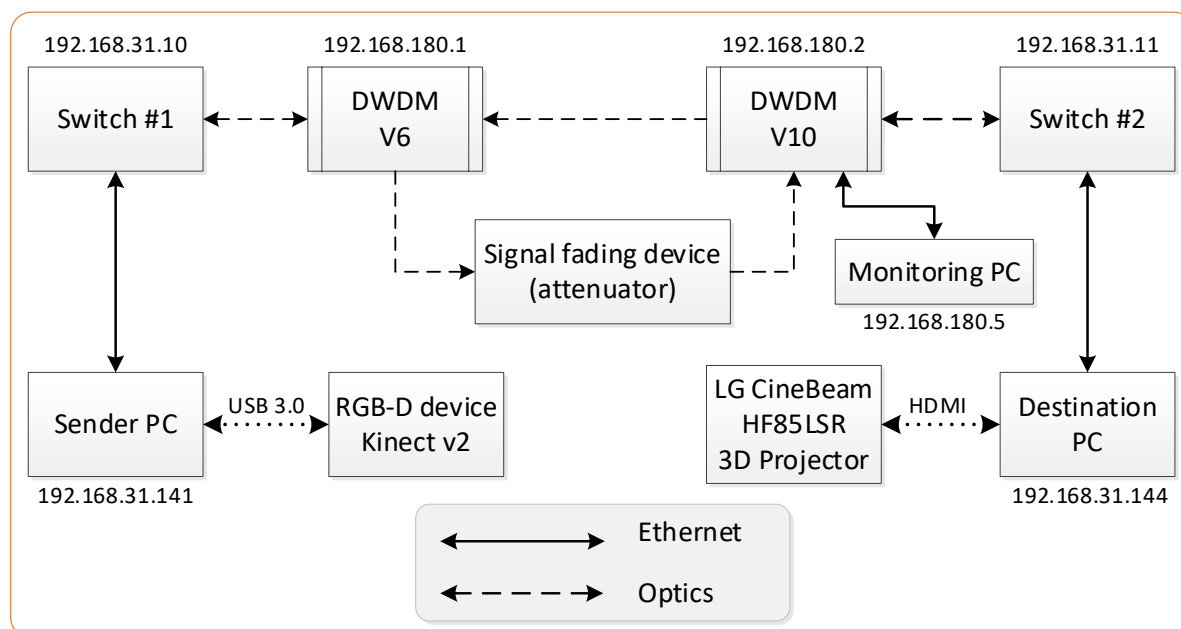 192.168.31.10
192.168.180.1
192.168.180.2
192.168.31.11
Switch #1
DWDM
V6
DWDM
V10
Switch #2
Signal fading device
(attenuator)
Monitoring PC
192.168.180.5
Sender PC
192.168.31.141
USB 3.0
RGB-D device
Kinect v2
LG CineBeam
HF85LSR
3D Projector
HDMI
Destination
PC
192.168.31.144
Ethernet
Optics